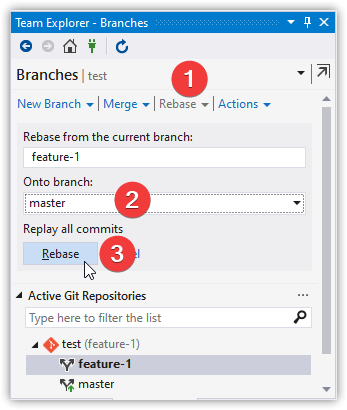 Team Explorer - Branches
Branches | test
1
New Branch Merge Rebase Actions
Rebase from the current branch:
feature-1
Onto branch:
master
2
Replay all commits
Rebase
3
Active Git Repositories
Type here to filter the list
test (feature-1)
feature-1
master